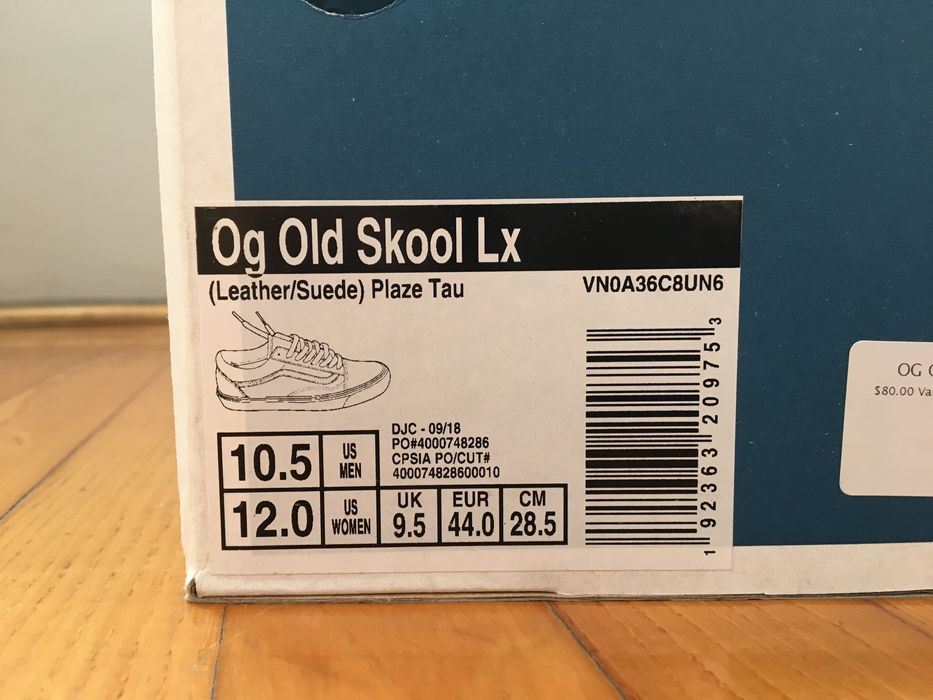 Og Old Skool Lx
(Leather/Suede) Plaze Tau
VN0A36C8UN6
DJC - 09/18
PO#4000748286
CPSIA PO/CUT#
400074828600010
10.5 US MEN
12.0 US WOMEN
UK 9.5
EUR 44.0
CM 28.5
1 92363 20975 3
OG
$80.00